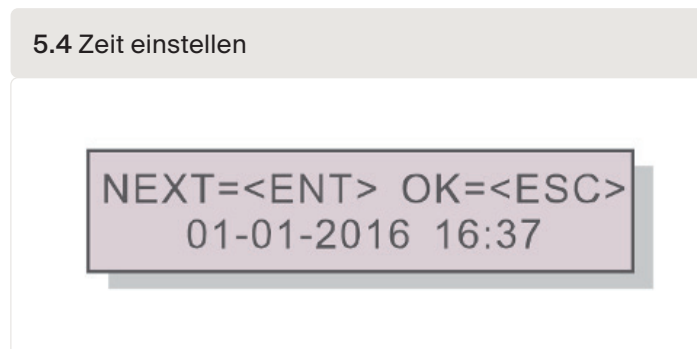 5.4 Zeit einstellen
NEXT=<ENT> OK=<ESC>
01-01-2016 16:37